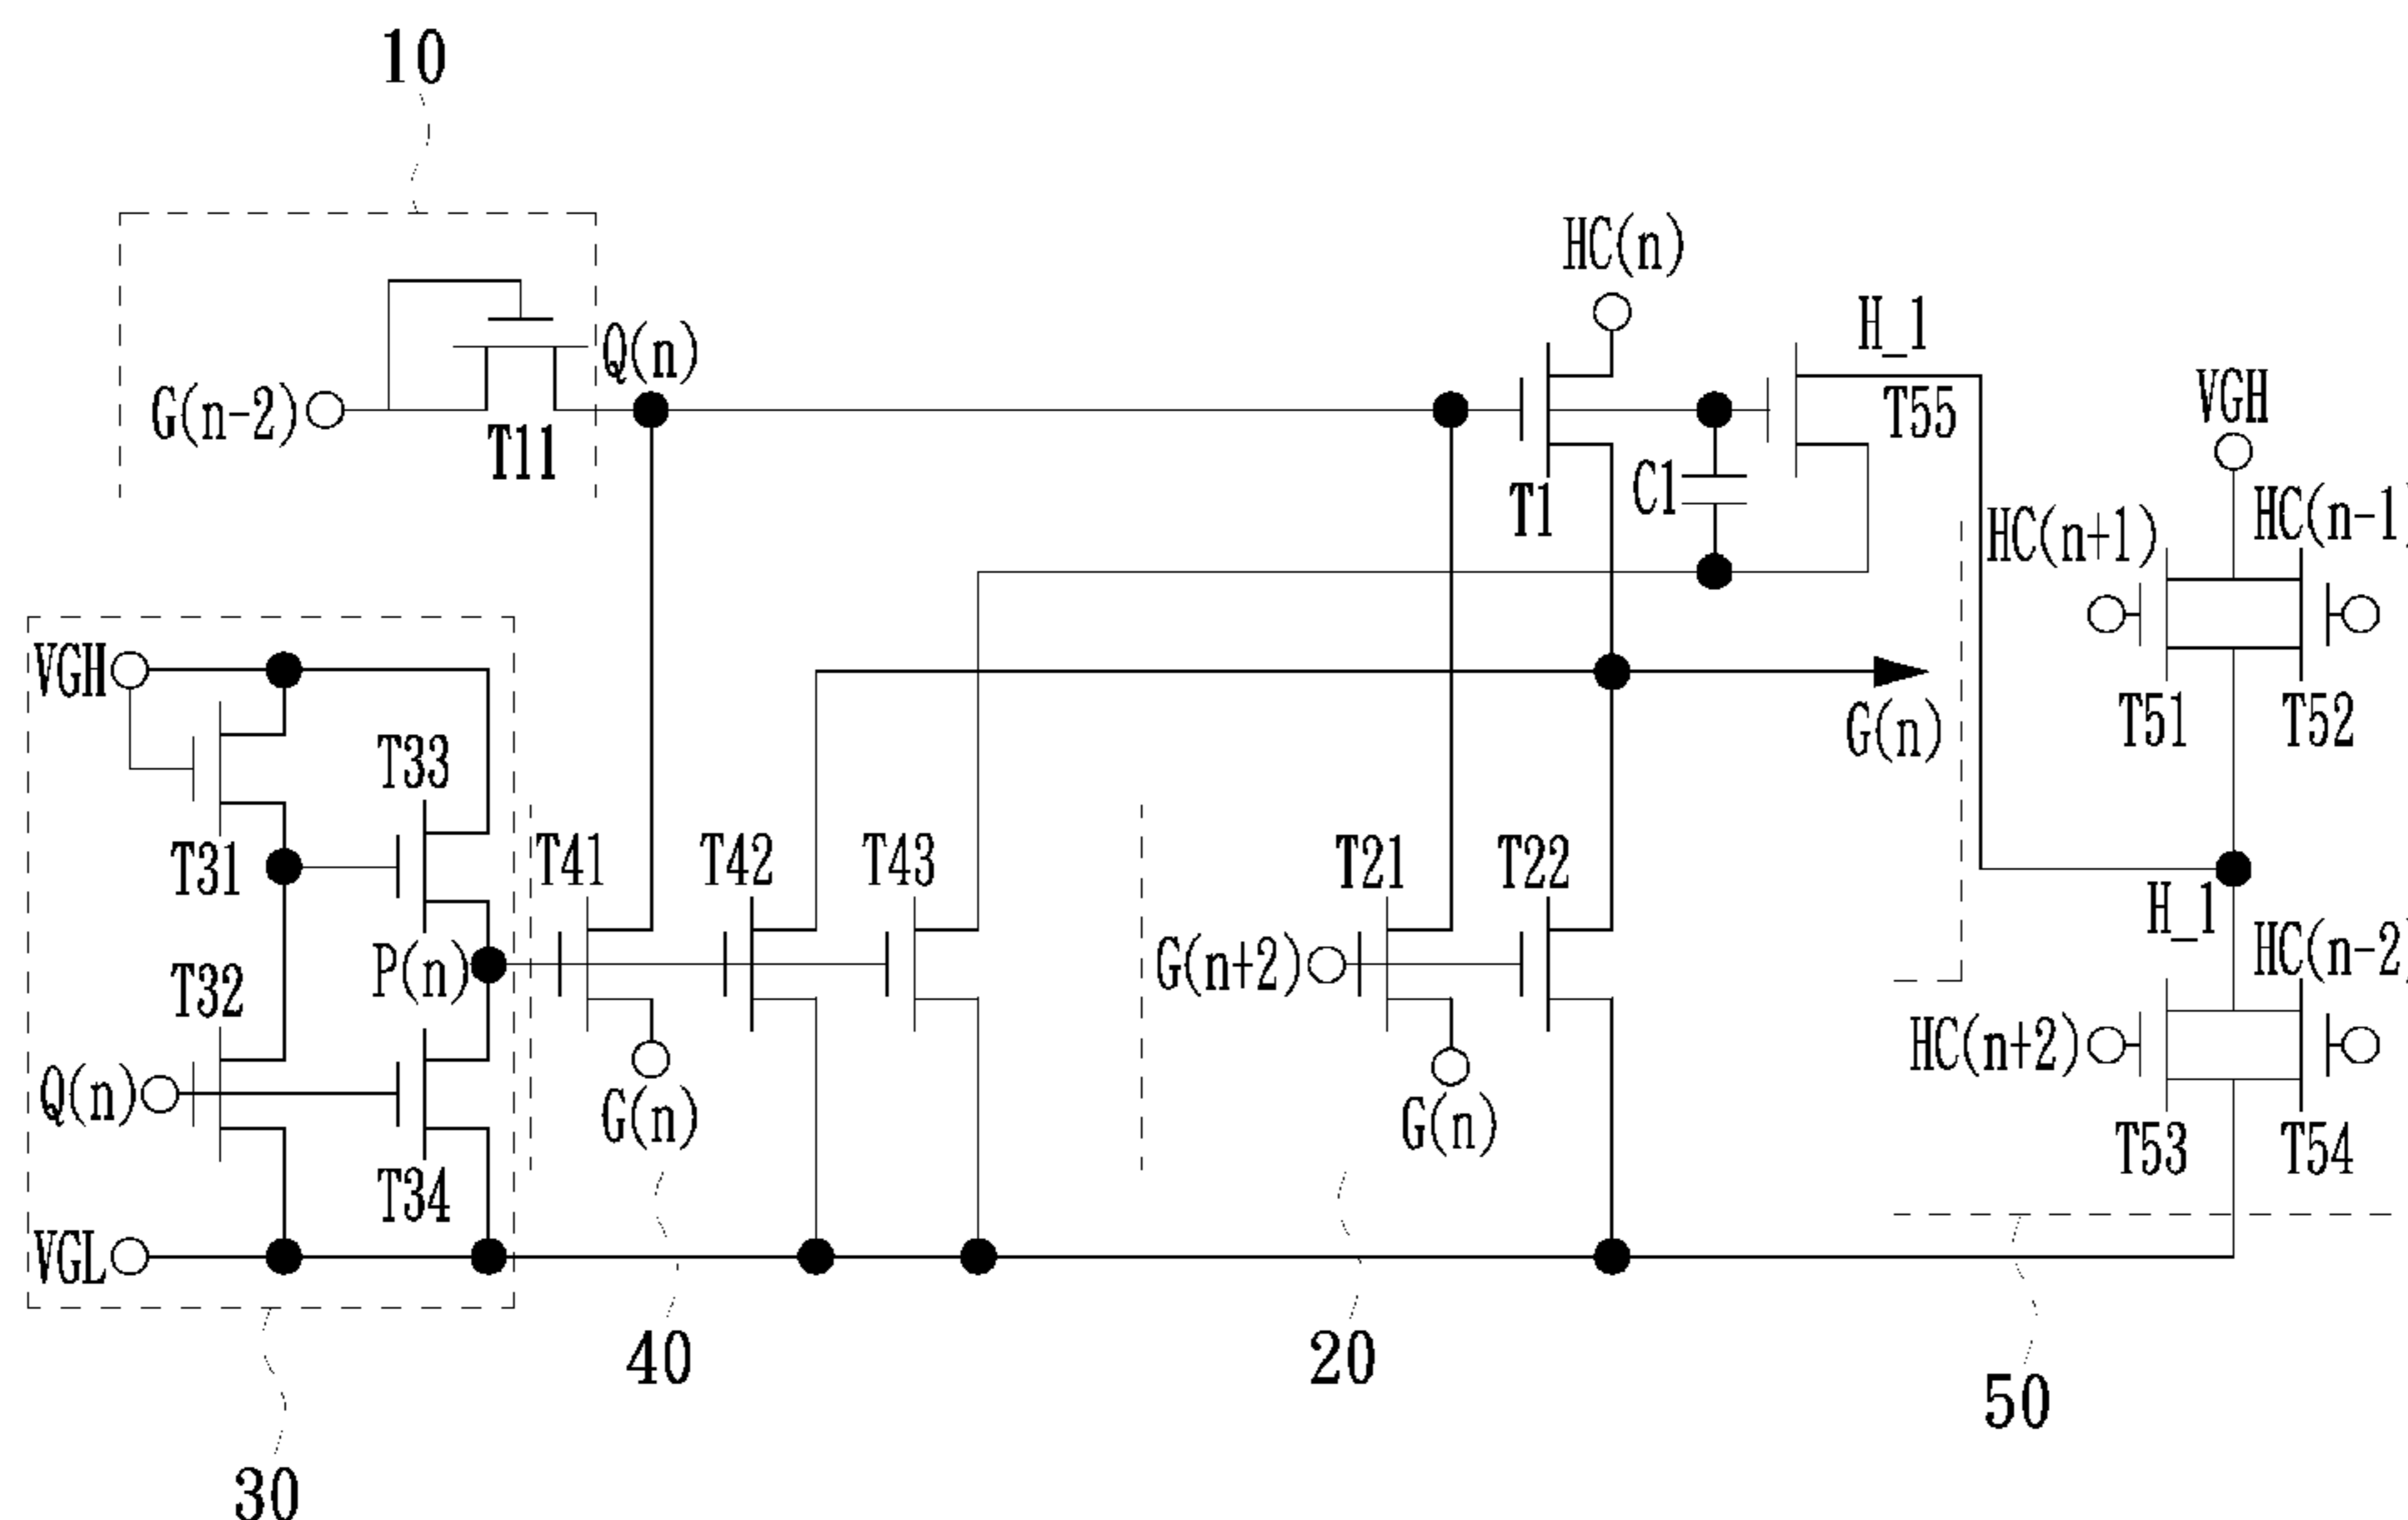 10
HC(n)
H_1
Q(n)
G(n-2)
T55
VGH
T11
C1
T1
HC(n+1)
HC(n-1
VGH
T51
T52
G(n)
T33
T31
T41
T42
T43
T21
T22
H_1
P(n)
G(n+2)
HC(n-2
T32
HC(n+2)
Q(n)
G(n)
G(n)
T53
T54
T34
VGL
40
20
50
30